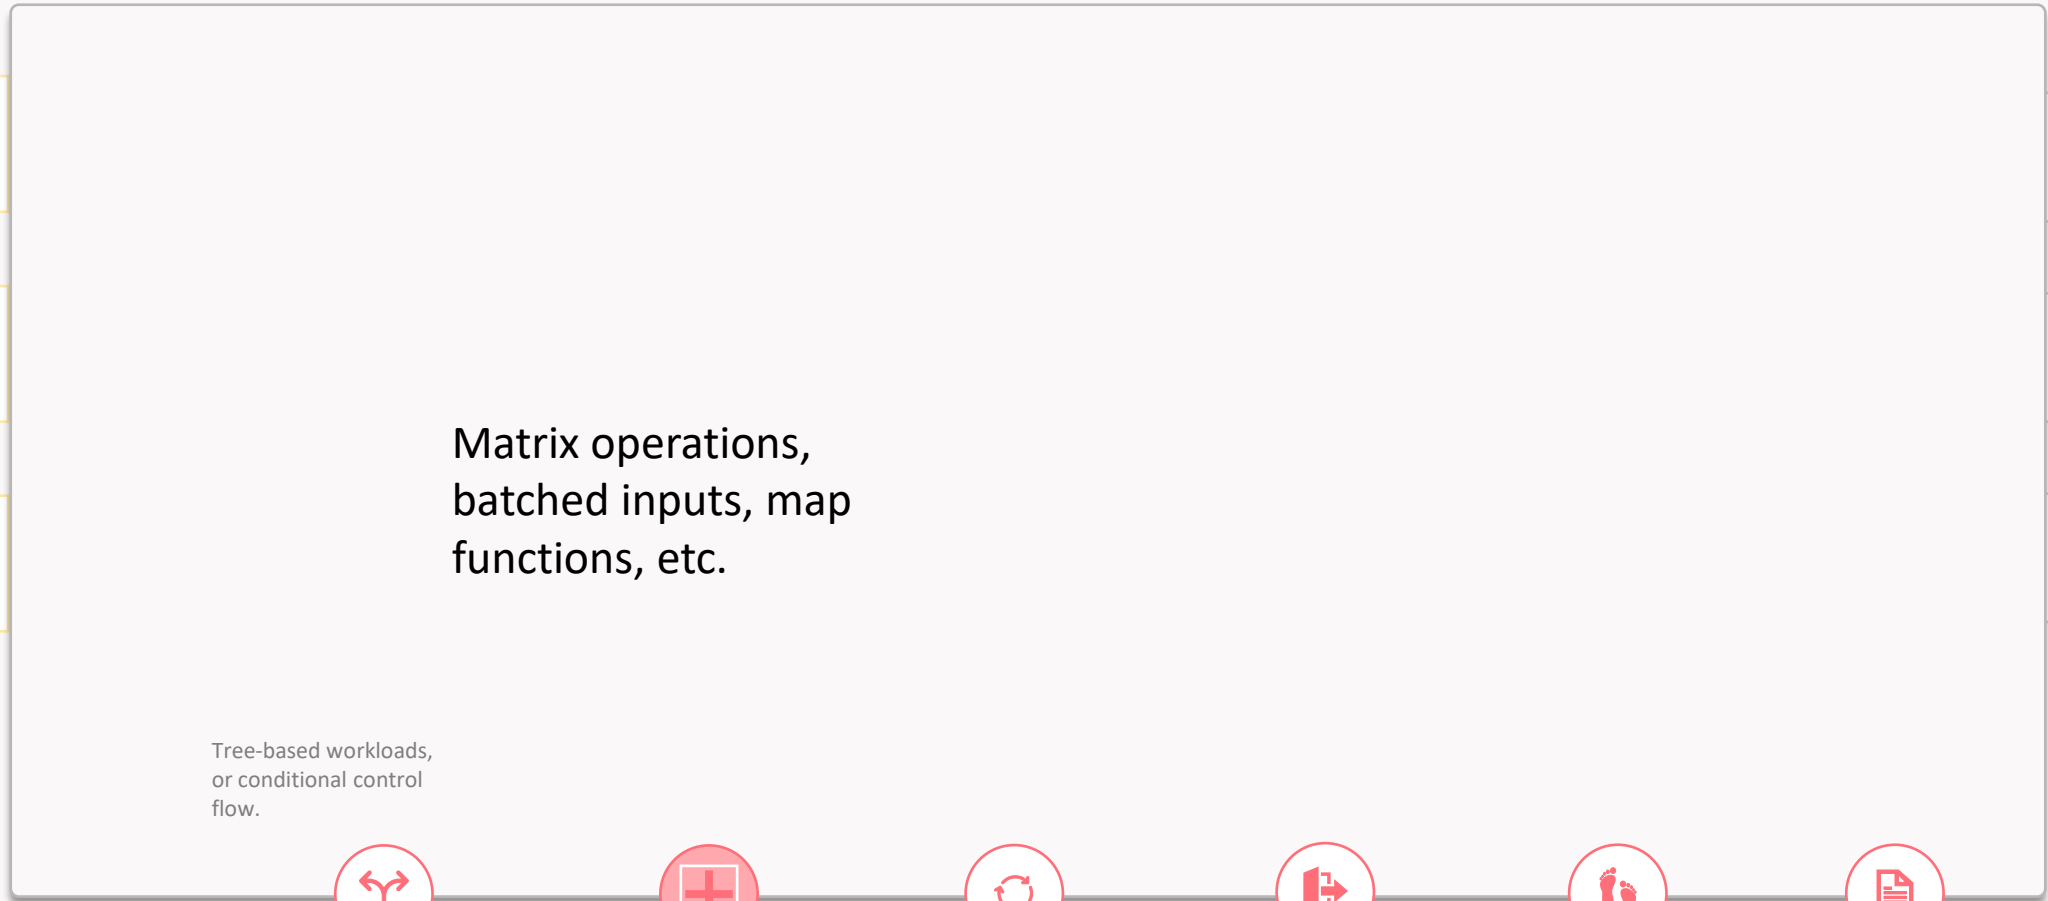 Matrix operations,
batched inputs, map
functions, etc.
Tree-based workloads,
or conditional control
flow.